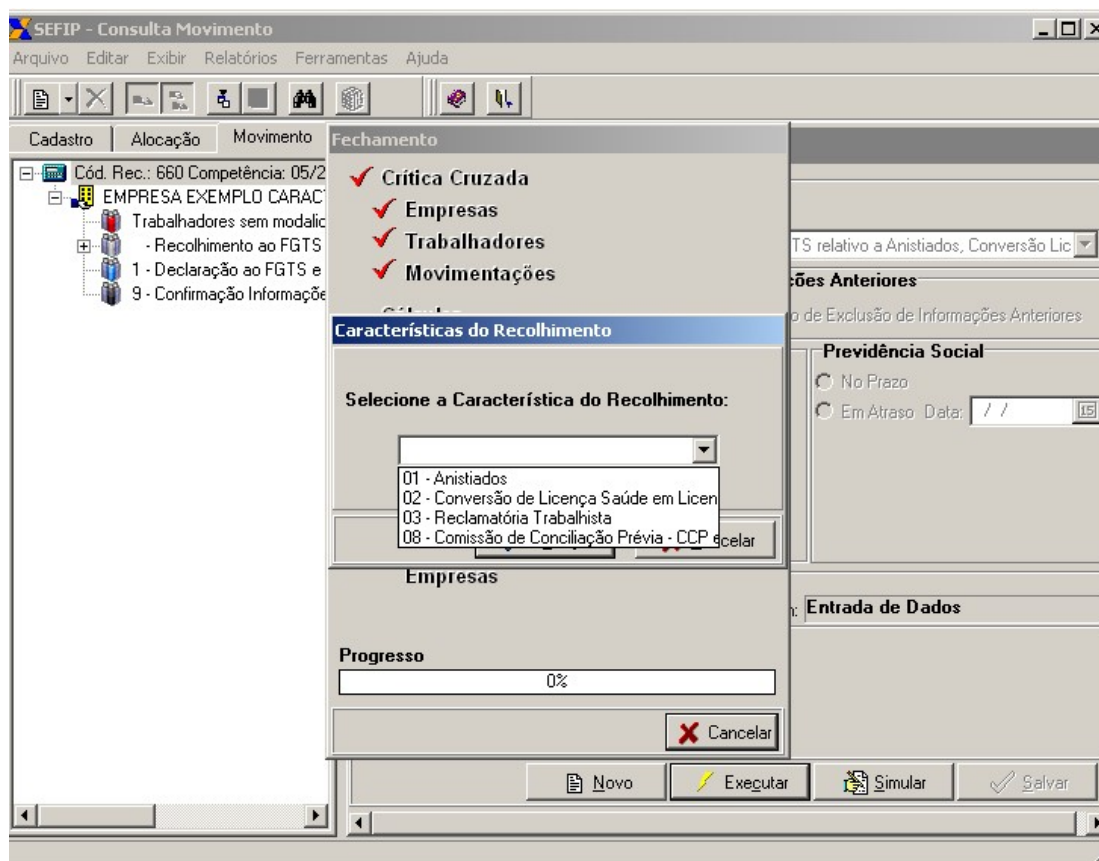 SEFIP - Consulta Movimento
Arquivo Editar Exibir Relatórios Ferramentas Ajuda
Cadastro Alocação Movimento
Cód. Rec.: 660 Competência: 05/2
EMPRESA EXEMPLO CARACT
Trabalhadores sem modalic
- Recolhimento ao FGTS
1 - Declaração ao FGTS e
9 - Confirmação Informaçõe
Fechamento
Crítica Cruzada
Empresas
Trabalhadores
Movimentações
Características do Recolhimento
Selecione a Característica do Recolhimento:
01 - Anistiados
02 - Conversão de Licença Saúde em Licen
03 - Reclamatória Trabalhista
08 - Comissão de Conciliação Prévia - CCP e
celar
Empresas
Progresso
0%
Cancelar
TS relativo a Anistiados, Conversão Lic
ções Anteriores
o de Exclusão de Informações Anteriores
Previdência Social
No Prazo
Em Atraso Data: / /
15
n: Entrada de Dados
Novo Executar Simular Salvar